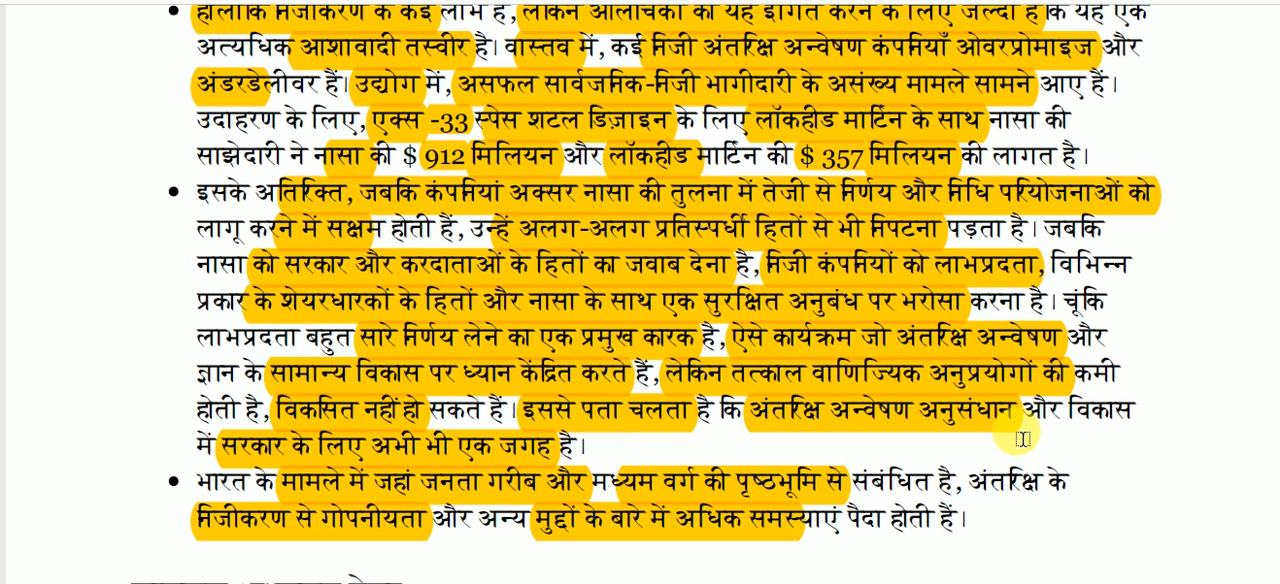 हालांकि निजीकरण के कई लाभ हैं, लेकिन आलोचकों को यह इंगित करने के लिए जल्दी है कि यह एक
अत्यधिक आशावादी तस्वीर है। वास्तव में, कई निजी अंतरिक्ष अन्वेषण कंपनियाँ ओवरप्रोमाइज और
अंडरडेलीवर हैं। उद्योग में, असफल सार्वजनिक-निजी भागीदारी के असंख्य मामले सामने आए हैं।
उदाहरण के लिए, एक्स -33 स्पेस शटल डिज़ाइन के लिए लॉकहीड मार्टिन के साथ नासा की
साझेदारी ने नासा की $ 912 मिलियन और लॉकहीड मार्टिन की $ 357 मिलियन की लागत है।
• इसके अतिरिक्त, जबकि कंपनियां अक्सर नासा की तुलना में तेजी से निर्णय और निधि परियोजनाओं को
लागू करने में सक्षम होती हैं, उन्हें अलग-अलग प्रतिस्पर्धी हितों से भी निपटना पड़ता है। जबकि
नासा को सरकार और करदाताओं के हितों का जवाब देना है, निजी कंपनियों को लाभप्रदता, विभिन्न
प्रकार के शेयरधारकों के हितों और नासा के साथ एक सुरक्षित अनुबंध पर भरोसा करना है। चूंकि
लाभप्रदता बहुत सारे निर्णय लेने का एक प्रमुख कारक है, ऐसे कार्यक्रम जो अंतरिक्ष अन्वेषण और
ज्ञान के सामान्य विकास पर ध्यान केंद्रित करते हैं, लेकिन तत्काल वाणिज्यिक अनुप्रयोगों की कमी
होती है, विकसित नहीं हो सकते हैं। इससे पता चलता है कि अंतरिक्ष अन्वेषण अनुसंधान और विकास
में सरकार के लिए अभी भी एक जगह है।
• भारत के मामले में जहां जनता गरीब और मध्यम वर्ग की पृष्ठभूमि से संबंधित है, अंतरिक्ष के
निजीकरण से गोपनीयता और अन्य मुद्दों के बारे में अधिक समस्याएं पैदा होती हैं।